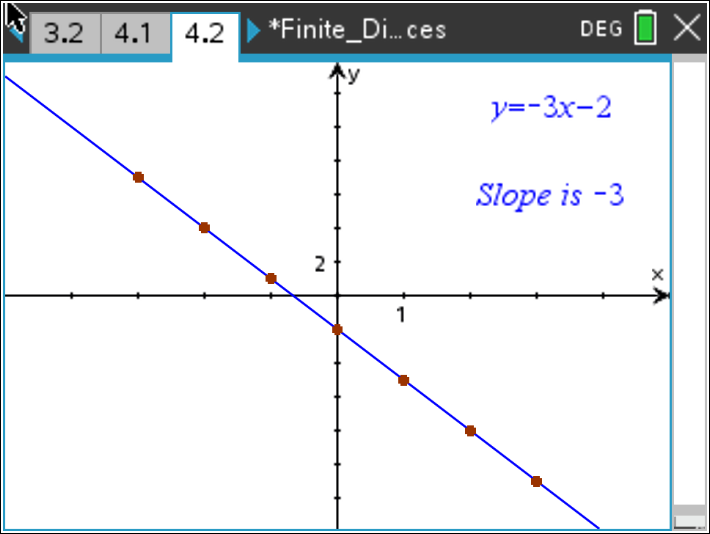 3.2 4.1 4.2 *Finite_Di...ces DEG
y
y=-3x-2
Slope is -3
2
x
1